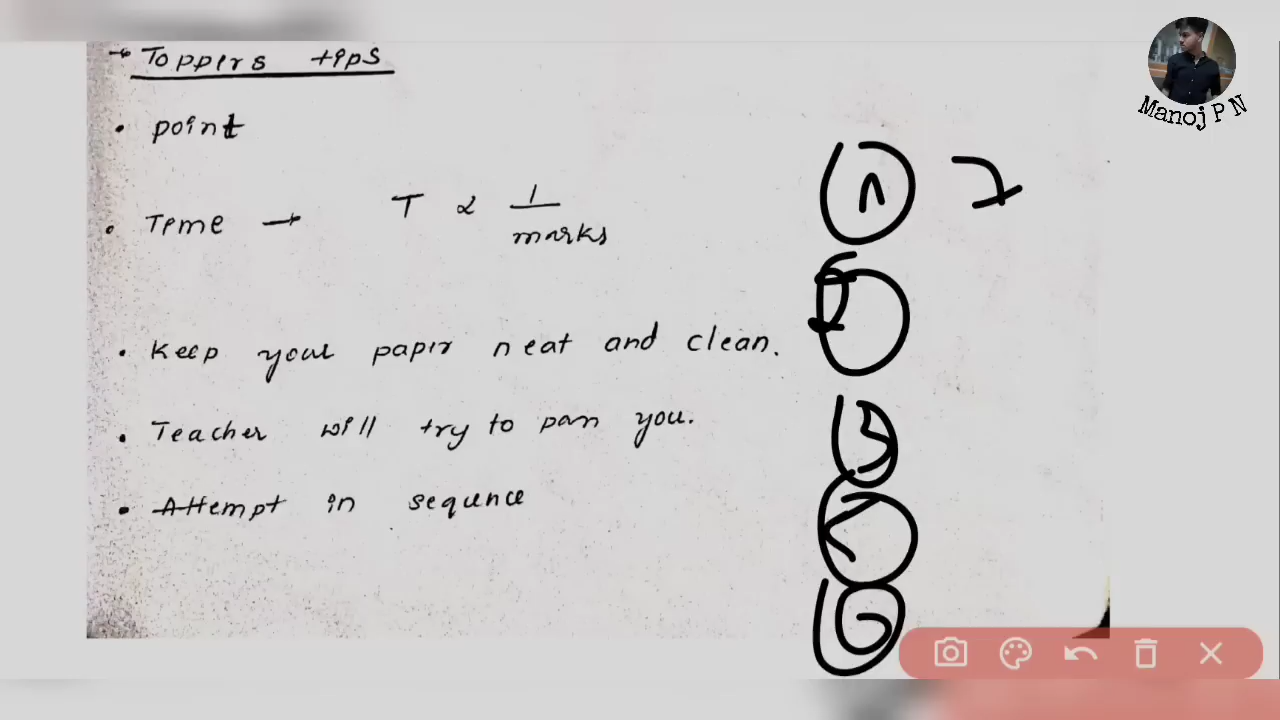 → Toppers tips
• point
• Time → T ∝ 1/marks
• Keep your paper neat and clean.
• Teacher will try to pass you.
• Attempt in sequnce
Manoj P N